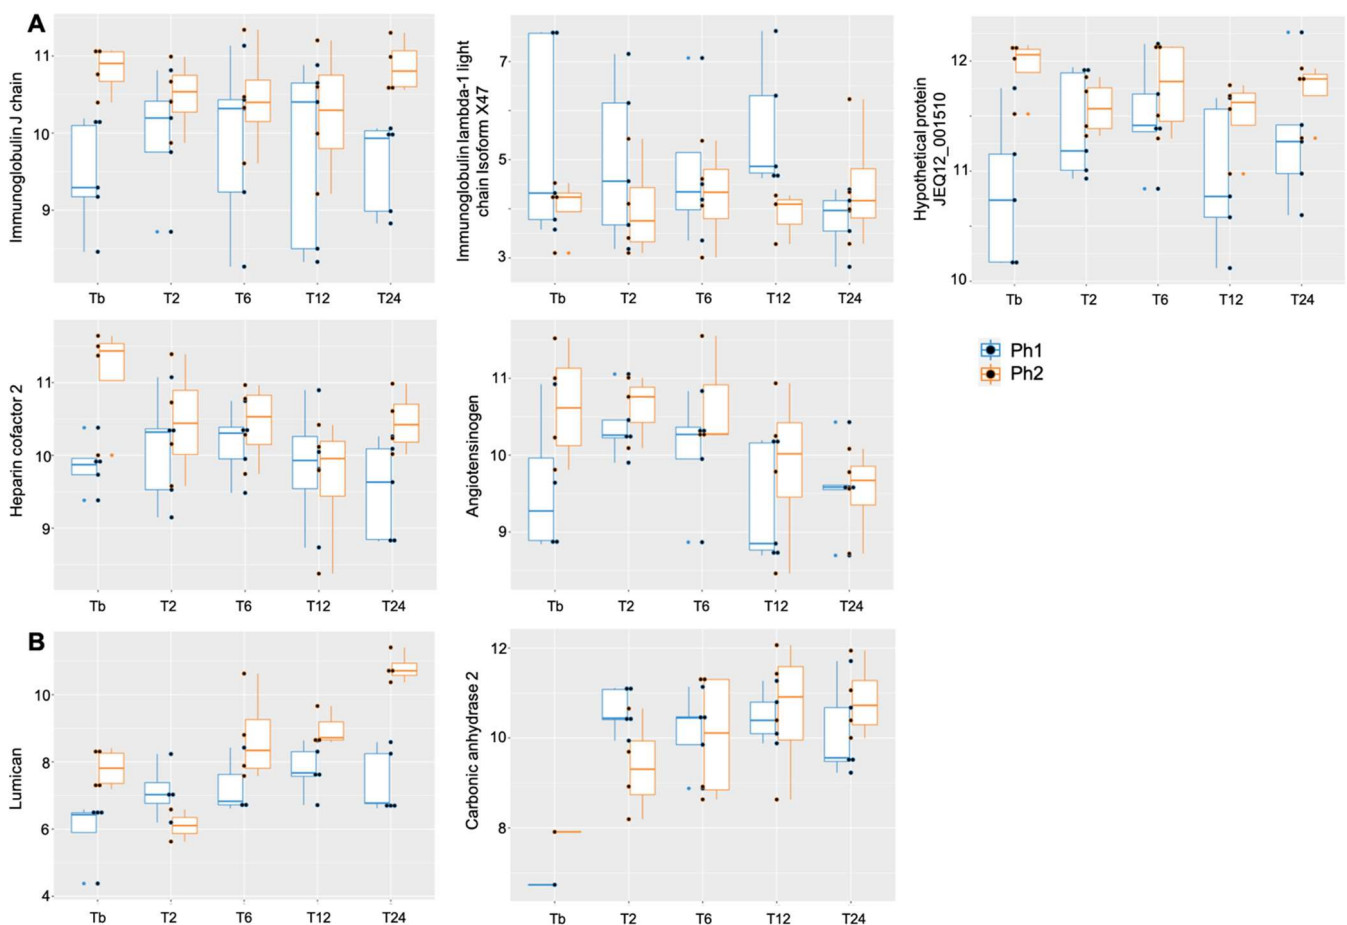 A
Immunoglobulin J chain
11
10
9
Tb T2 T6 T12 T24
Immunoglobulin lambda-1 light
chain Isoform X47
7
5
3
Tb T2 T6 T12 T24
Hypothetical protein
JEQ12_001510
12
11
10
Tb T2 T6 T12 T24
Heparin cofactor 2
11
10
9
Tb T2 T6 T12 T24
Angiotensinogen
11
10
9
Tb T2 T6 T12 T24
Ph1
Ph2
B
Lumican
10
8
6
4
Tb T2 T6 T12 T24
Carbonic anhydrase 2
12
10
8
Tb T2 T6 T12 T24